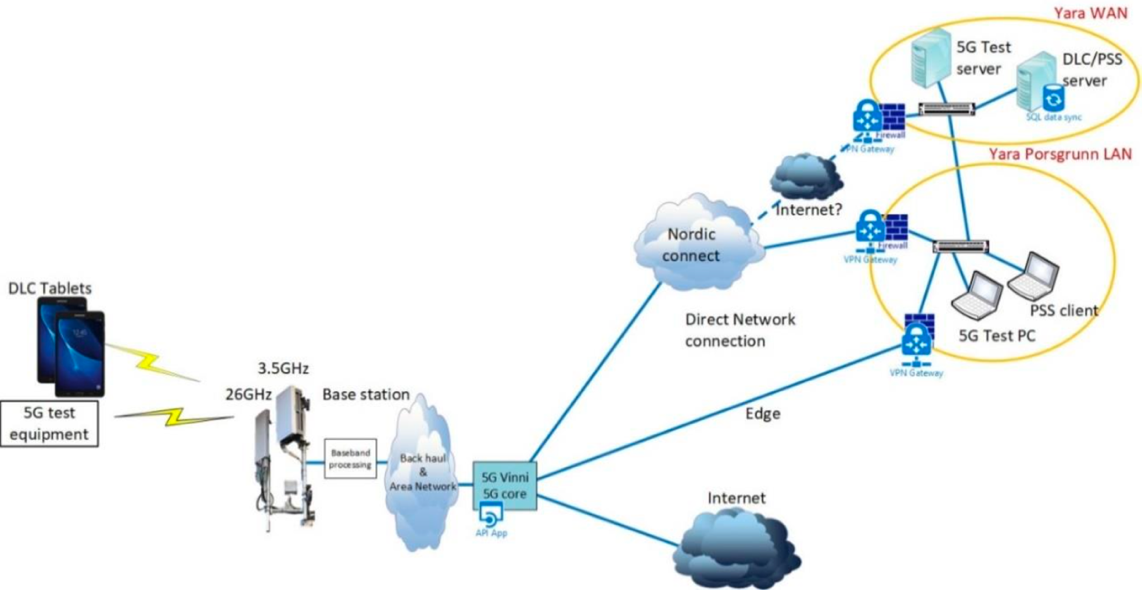 Yara WAN
5G Test
server
DLC/PSS
server
SQL data sync
Firewall
VPN Gateway
Yara Porsgrunn LAN
Internet?
Nordic
connect
Firewall
VPN Gateway
PSS client
5G Test PC
Direct Network
connection
VPN Gateway
DLC Tablets
3.5GHz
26GHz
Base station
5G test
equipment
Edge
Baseband
processing
Back haul
&
Area Network
5G Vinni
5G core
API App
Internet